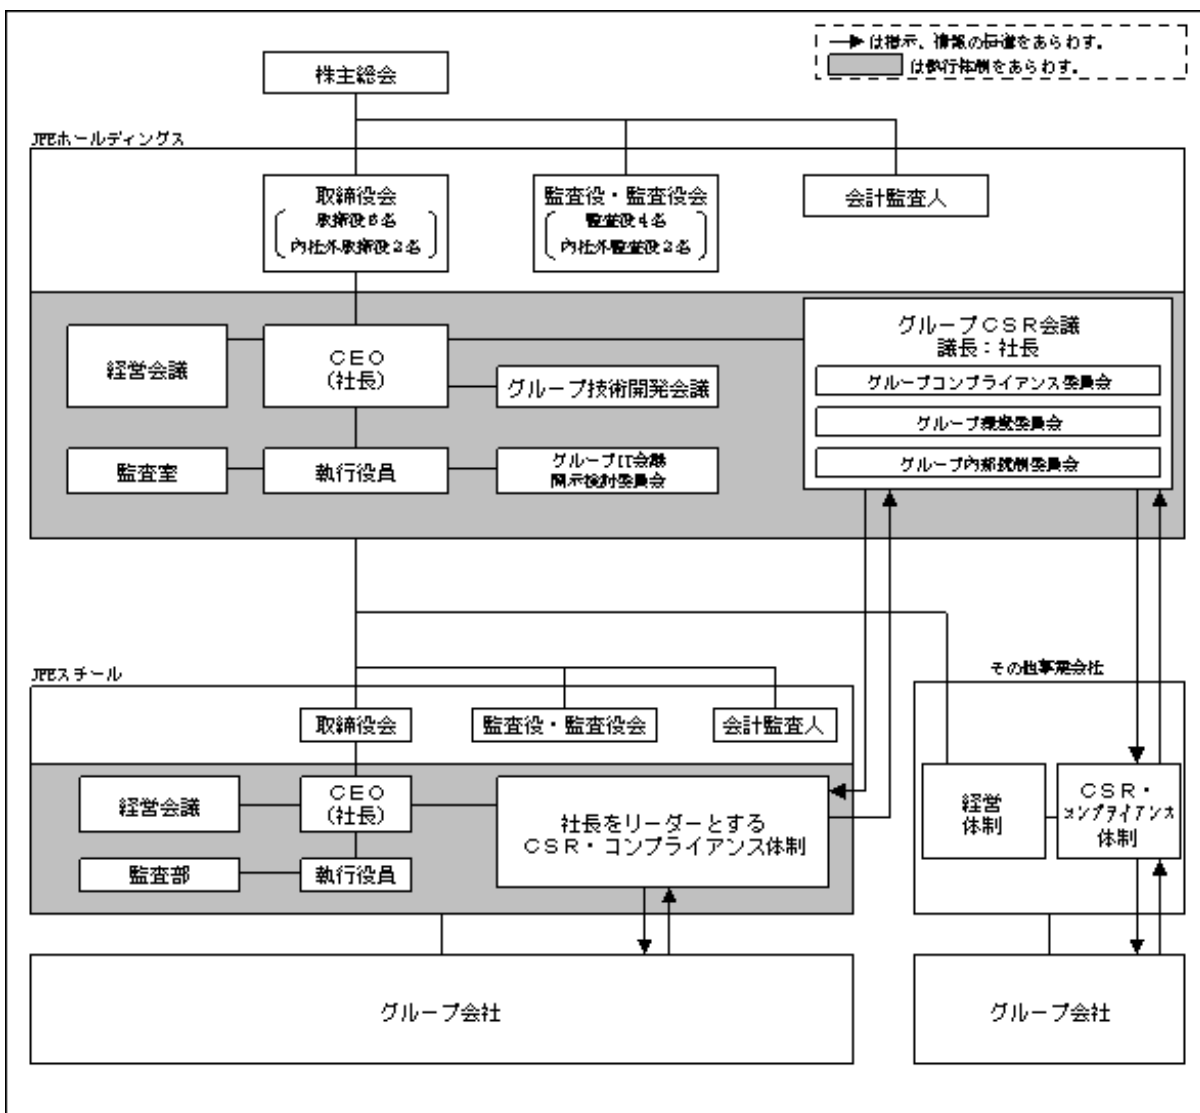 →は指示、情報の伝達をあらわす。
は執行体制をあらわす。
株主総会
JFEホールディングス
取締役会
取締役6名
内社外取締役2名
監査役・監査役会
監査役4名
内社外監査役2名
会計監査人
経営会議
CEO
(社長)
グループ技術開発会議
グループCSR会議
議長：社長
グループコンプライアンス委員会
グループ環境委員会
グループ内部統制委員会
監査室
執行役員
グループIT会議
開示検討委員会
JFEスチール
その他事業会社
取締役会
監査役・監査役会
会計監査人
経営会議
CEO
(社長)
社長をリーダーとする
CSR・コンプライアンス体制
監査部
執行役員
経営
体制
CSR・
コンプライアンス
体制
グループ会社
グループ会社